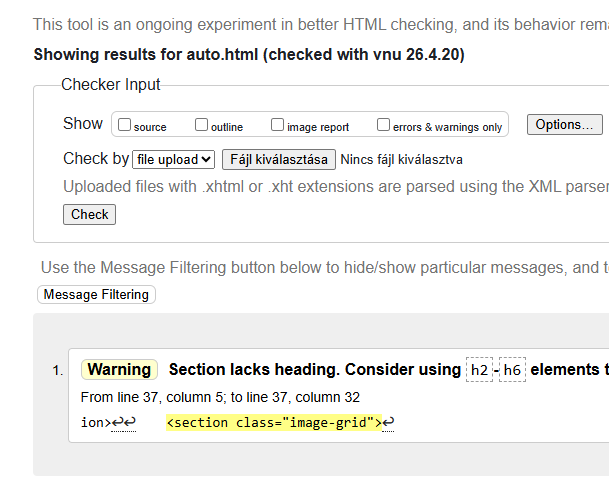 This tool is an ongoing experiment in better HTML checking, and its behavior rema
Showing results for auto.html (checked with vnu 26.4.20)
Checker Input
Show source outline image report errors & warnings only Options...
Check by file upload Fájl kiválasztása Nincs fájl kiválasztva
Uploaded files with .xhtml or .xht extensions are parsed using the XML parser
Check
Use the Message Filtering button below to hide/show particular messages, and t
Message Filtering
1. Warning Section lacks heading. Consider using h2-h6 elements t
From line 37, column 5; to line 37, column 32
ion>↩↩ <section class="image-grid">↩